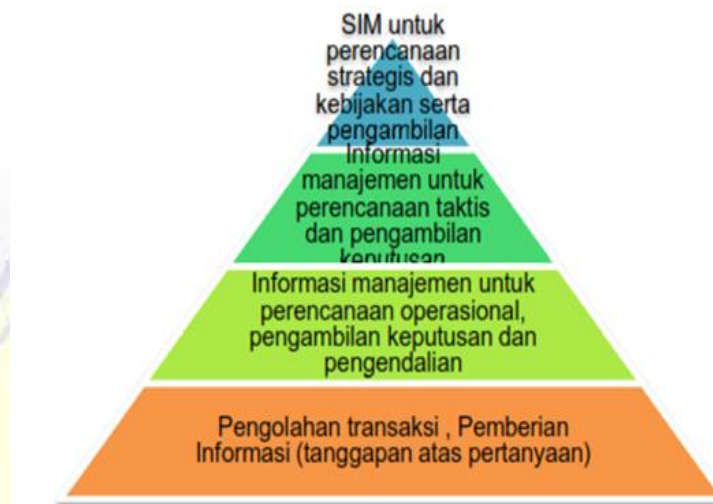 SIM untuk
perencanaan
strategis dan
kebijakan serta
pengambilan
Informasi
manajemen untuk
perencanaan taktis
dan pengambilan
keputusan
Informasi manajemen untuk
perencanaan operasional,
pengambilan keputusan dan
pengendalian
Pengolahan transaksi , Pemberian
Informasi (tanggapan atas pertanyaan)